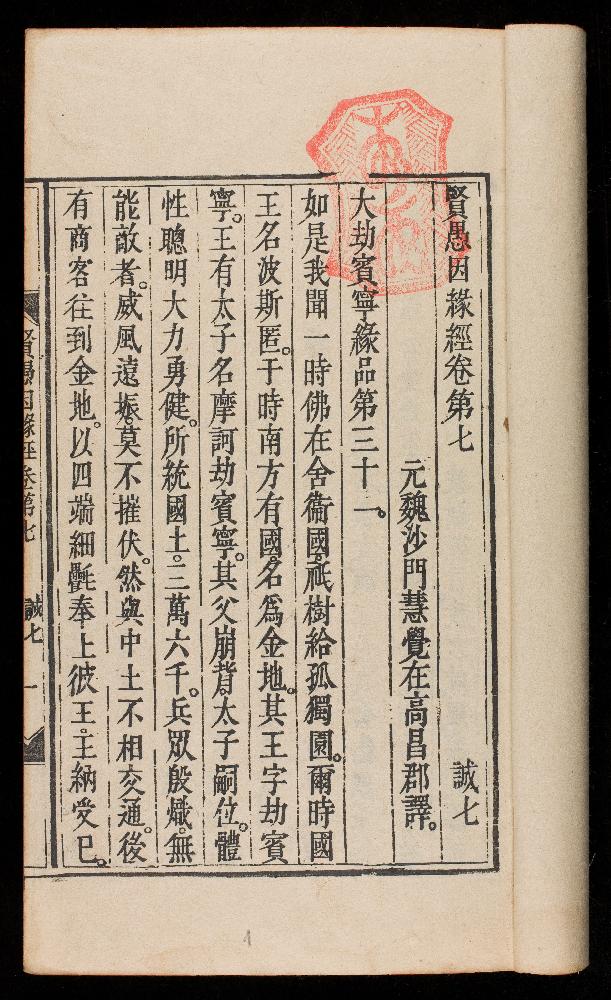 賢愚因緣經卷第七 誠七
元魏沙門慧覺在高昌郡譯。
大劫賓寧緣品第三十一。
如是我聞一時佛在舍衞國。祇樹給孤獨園。爾時國
王名波斯匿。于時南方有國。名爲金地。其王字劫賓
寧。王有太子名摩訶劫賓寧。其父崩背。太子嗣位。體
性聰明大力勇健。所統國土。三萬六千。兵眾殷熾。無
能敵者。威風遠振。莫不摧伏。然與中土不相交通。後
有商客往到金地。以四端細㲲奉上彼王。王納受已。
賢愚因緣經卷第七 誠七 一
1